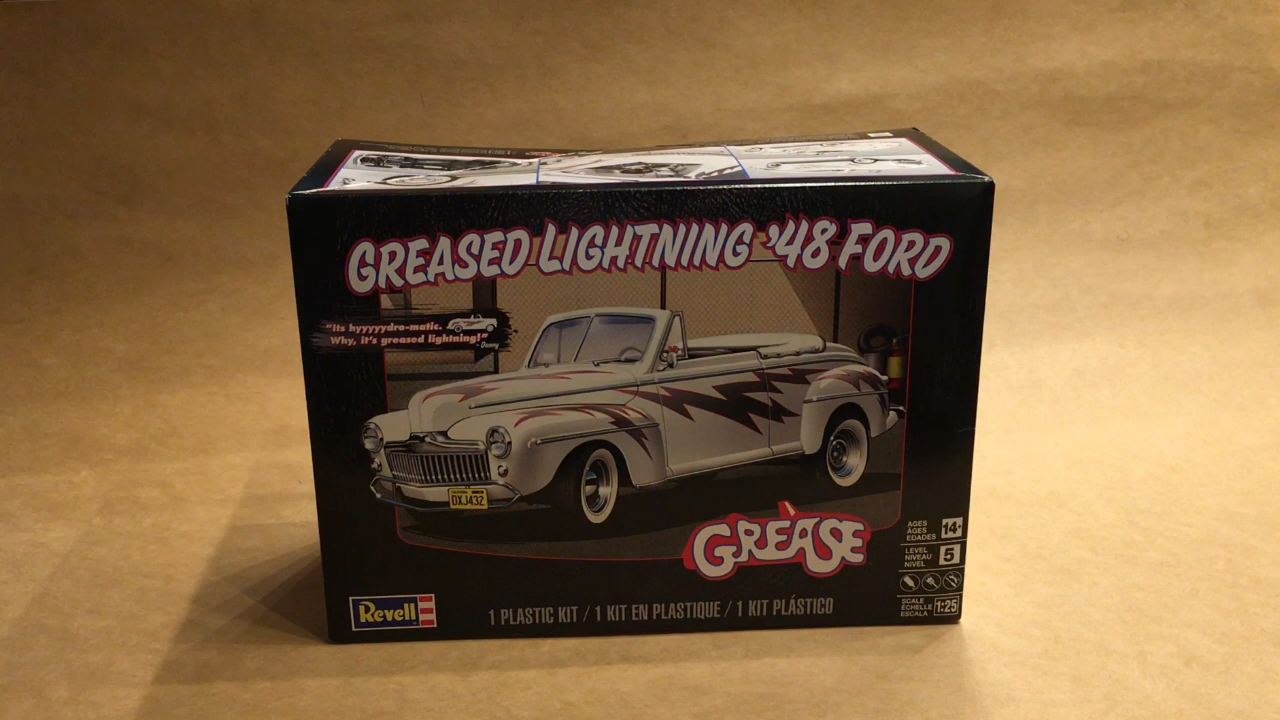 GREASED LIGHTNING '48 FORD
"Its hyyyyydro-matic.
Why, it's greased lightning!"
- Danny
CALIFORNIA
DXJ432
GREASE
AGES
ÂGES
EDADES
14+
LEVEL
NIVEAU
NIVEL
5
SCALE
ÉCHELLE
ESCALA
1:25
Revell
1 PLASTIC KIT / 1 KIT EN PLASTIQUE / 1 KIT PLÁSTICO